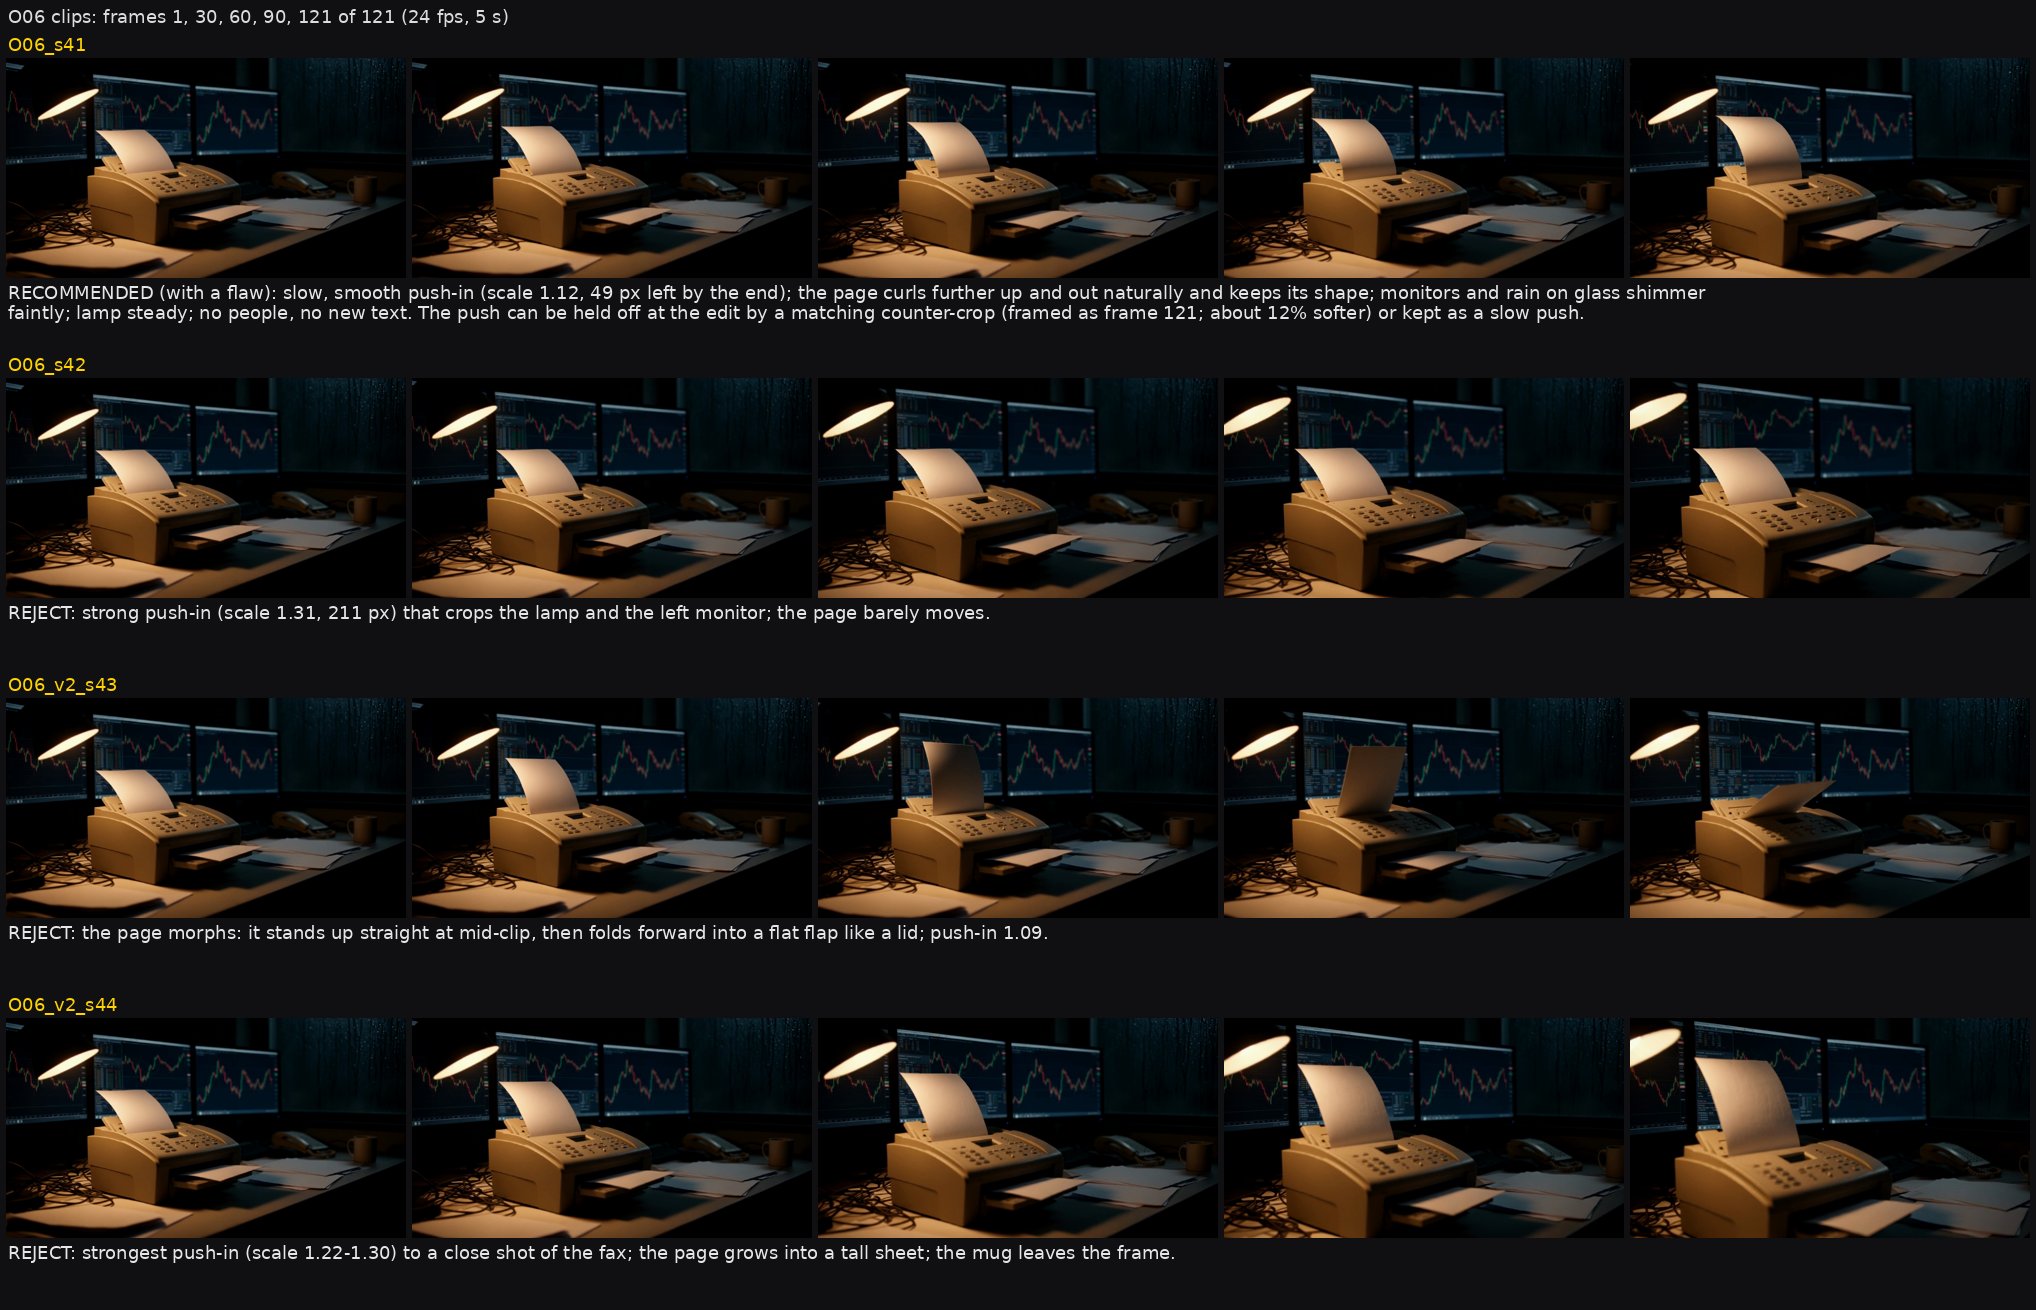 O06 clips: frames 1, 30, 60, 90, 121 of 121 (24 fps, 5 s)
O06_s41
RECOMMENDED (with a flaw): slow, smooth push-in (scale 1.12, 49 px left by the end); the page curls further up and out naturally and keeps its shape; monitors and rain on glass shimmer
faintly; lamp steady; no people, no new text. The push can be held off at the edit by a matching counter-crop (framed as frame 121; about 12% softer) or kept as a slow push.
O06_s42
REJECT: strong push-in (scale 1.31, 211 px) that crops the lamp and the left monitor; the page barely moves.
O06_v2_s43
REJECT: the page morphs: it stands up straight at mid-clip, then folds forward into a flat flap like a lid; push-in 1.09.
O06_v2_s44
REJECT: strongest push-in (scale 1.22-1.30) to a close shot of the fax; the page grows into a tall sheet; the mug leaves the frame.